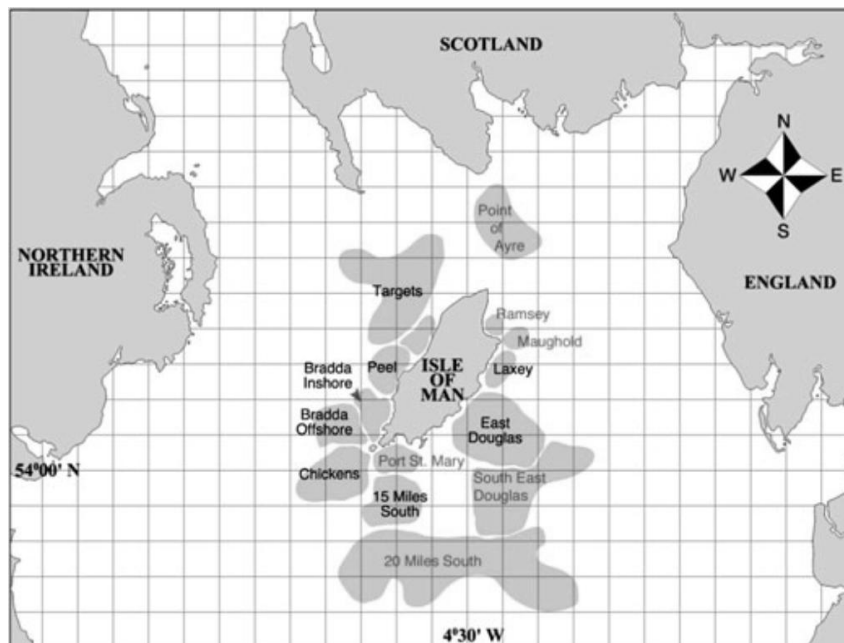 SCOTLAND
N
W
E
S
Point
of
Ayre
NORTHERN
IRELAND
ENGLAND
Targets
Ramsey
Maughold
Bradda
Inshore
Peel
ISLE
OF
MAN
Laxey
Bradda
Offshore
East
Douglas
54°00' N
Chickens
Port St. Mary
South East
Douglas
15 Miles
South
20 Miles South
4°30' W